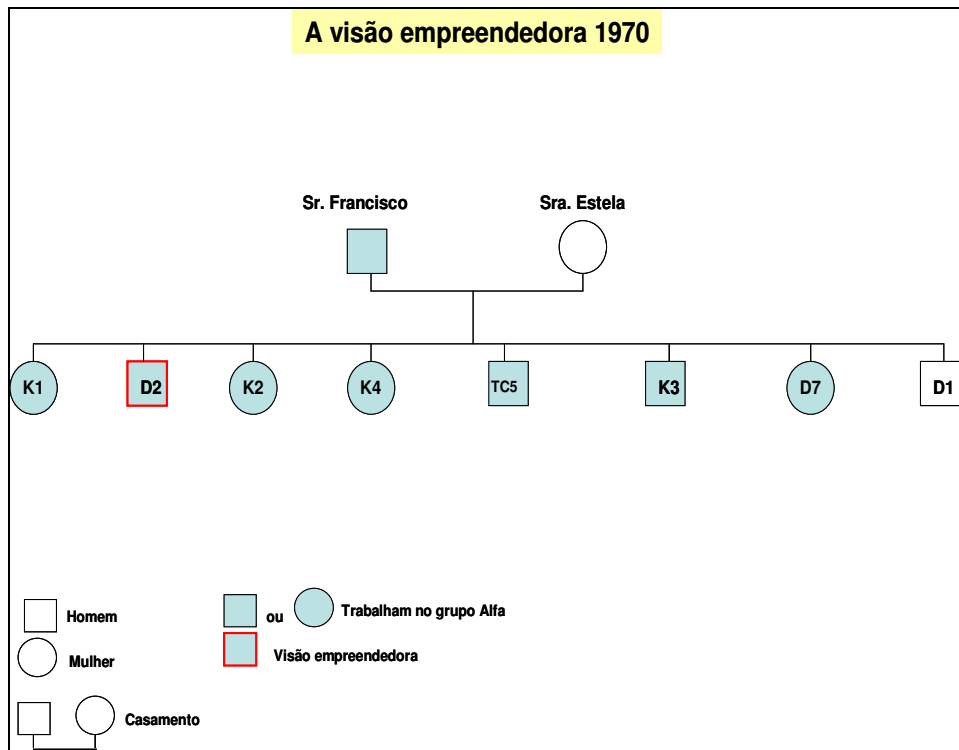 A visão empreendedora 1970
Sr. Francisco
Sra. Estela
K1
D2
K2
K4
TC5
K3
D7
D1
Homem
ou
Trabalham no grupo Alfa
Mulher
Visão empreendedora
Casamento